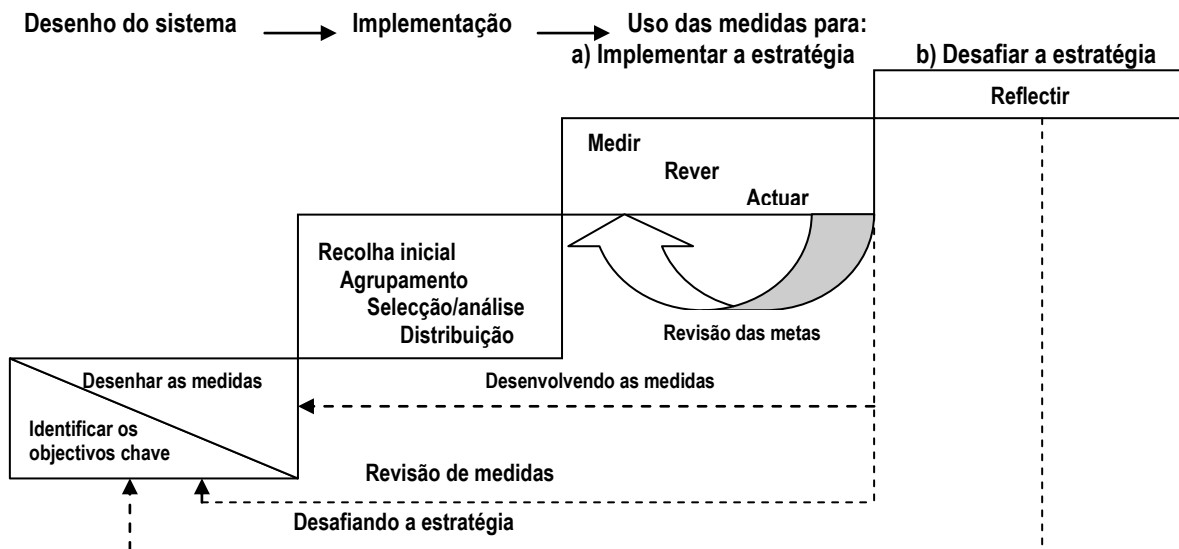 Desenho do sistema
Implementação
Uso das medidas para:
a) Implementar a estratégia
b) Desafiar a estratégia
Reflectir
Medir
Rever
Actuar
Recolha inicial
Agrupamento
Selecção/análise
Distribuição
Revisão das metas
Desenhar as medidas
Desenvolvendo as medidas
Identificar os
objectivos chave
Revisão de medidas
Desafiando a estratégia